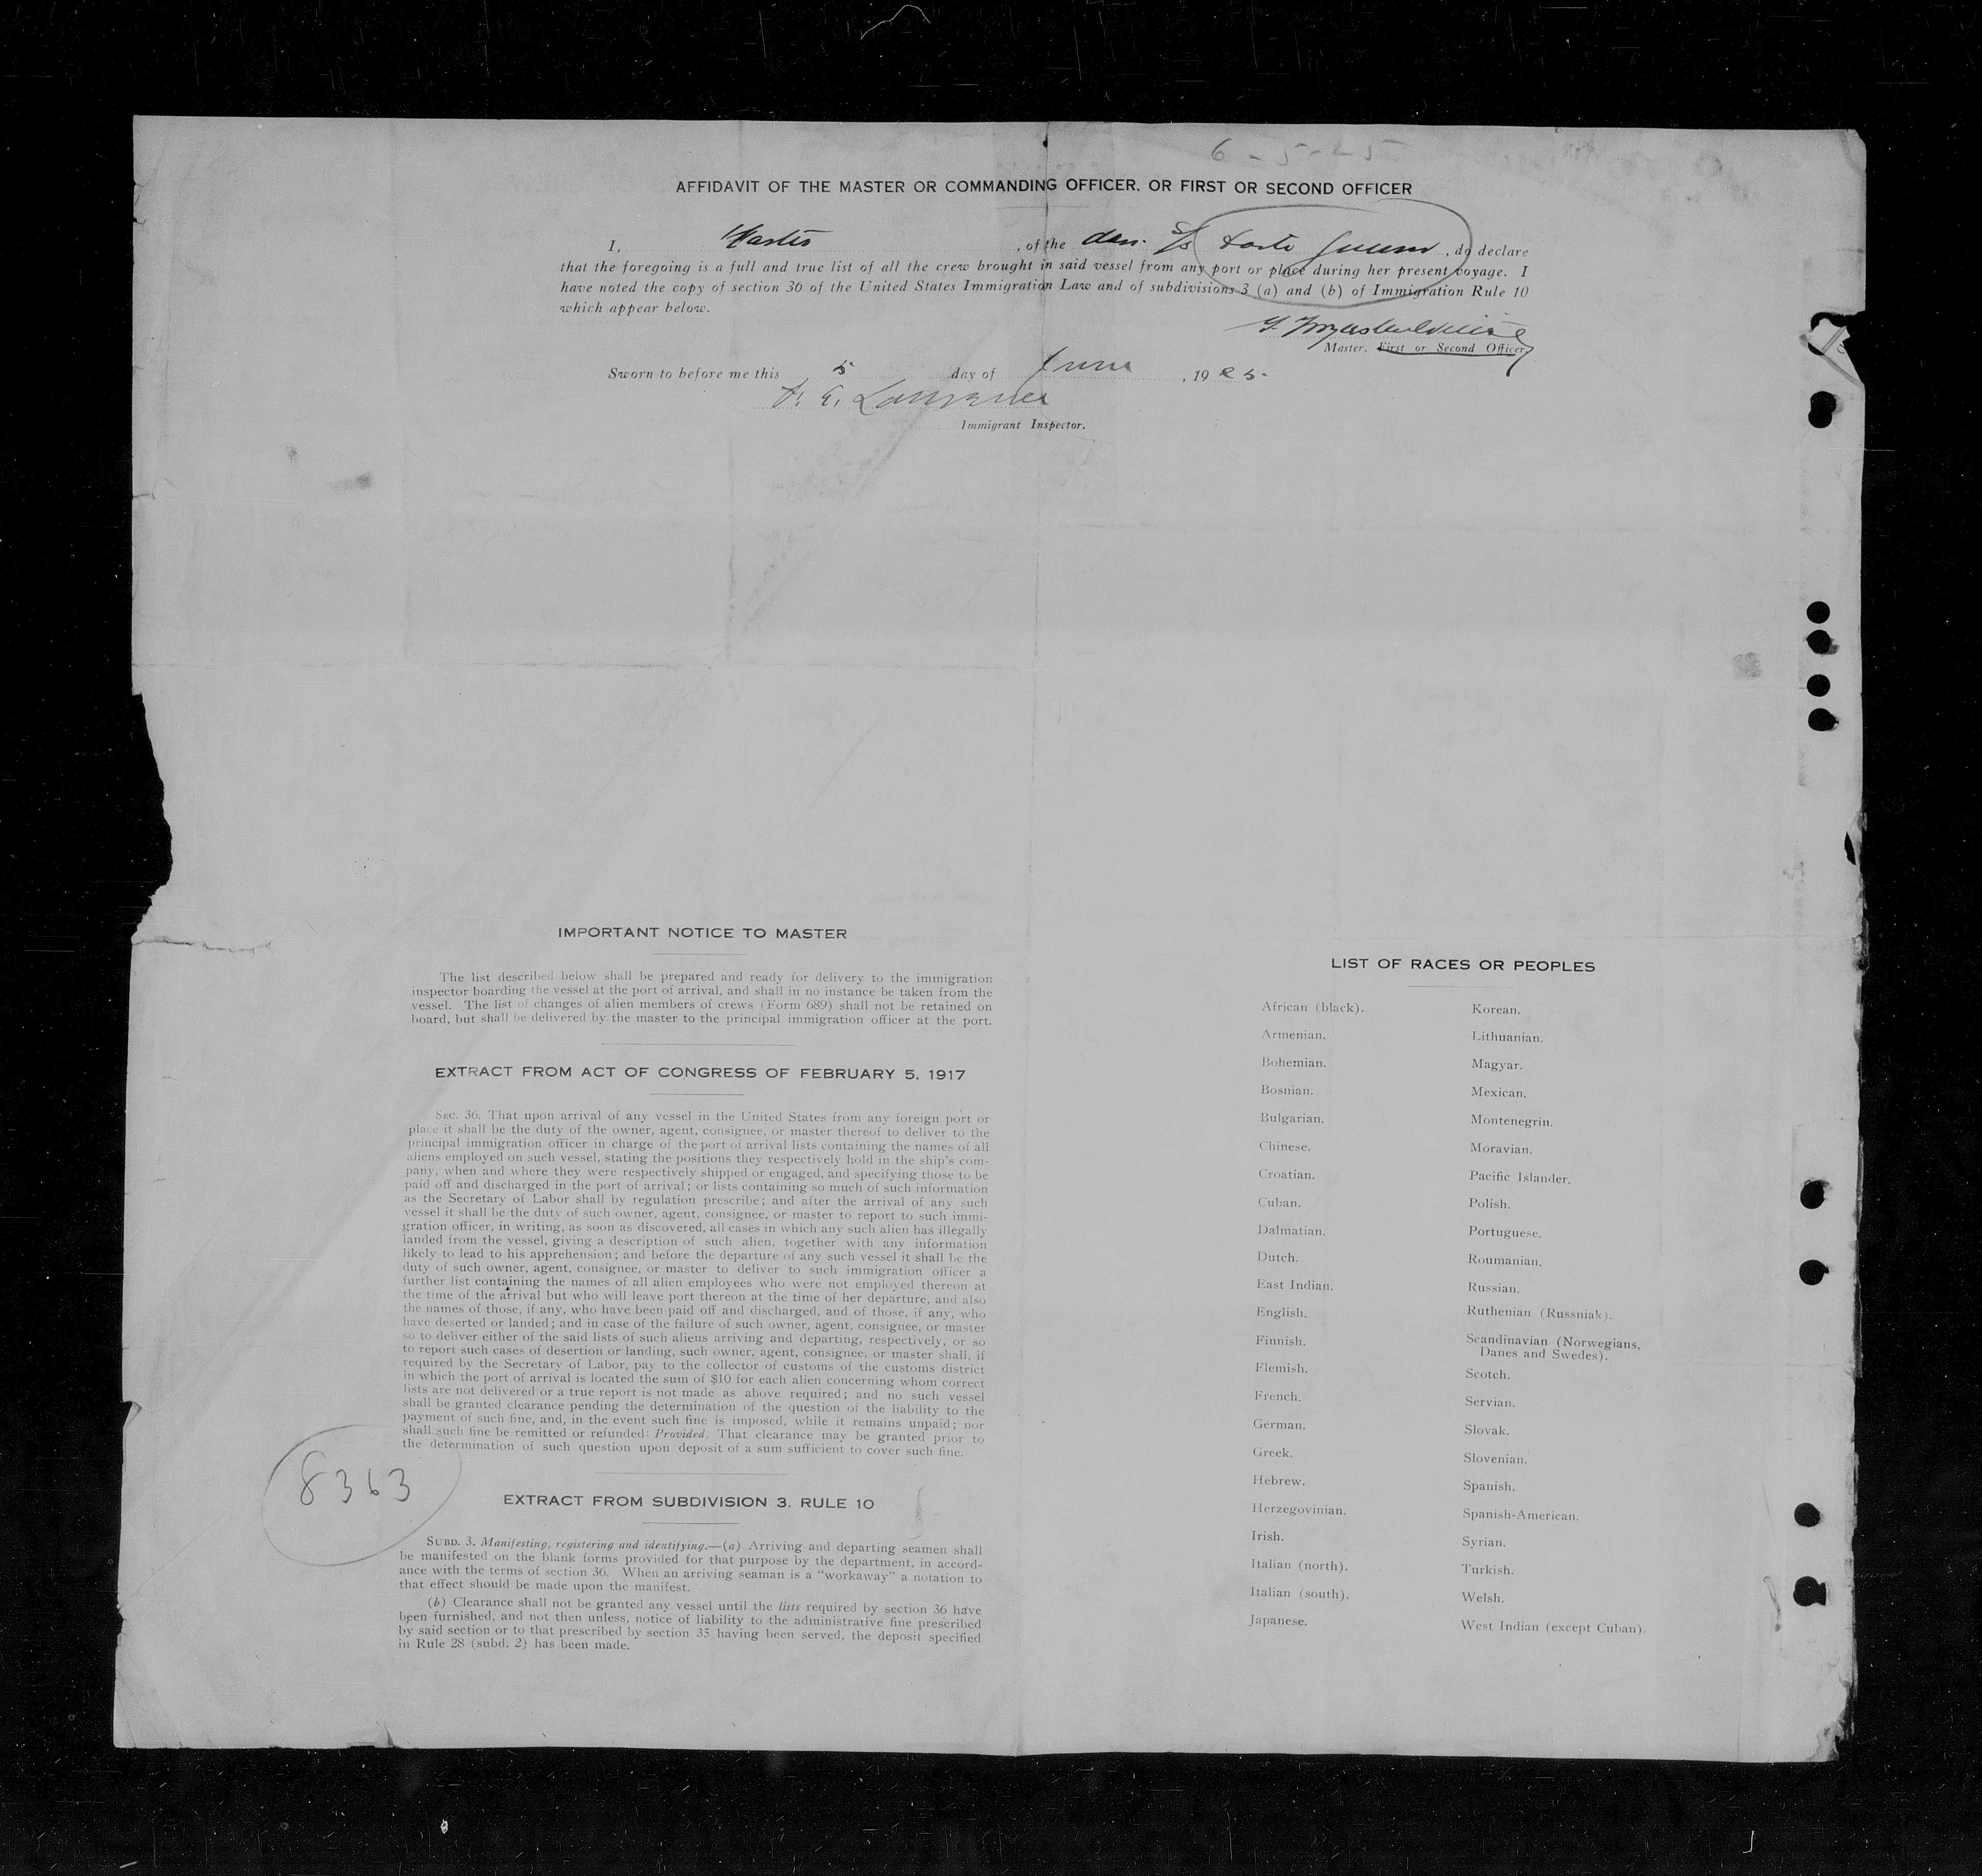 6-5-25
AFFIDAVIT OF THE MASTER OR COMMANDING OFFICER, OR FIRST OR SECOND OFFICER
I, Master , of the dan. S/S , do declare
that the foregoing is a full and true list of all the crew brought in said vessel from any port or place during her present voyage. I
have noted the copy of section 36 of the United States Immigration Law and of subdivisions 3 (a) and (b) of Immigration Rule 10
which appear below.
Master, First or Second Officer
Sworn to before me this 5 day of June , 1925.
Immigrant Inspector.
IMPORTANT NOTICE TO MASTER
The list described below shall be prepared and ready for delivery to the immigration
inspector boarding the vessel at the port of arrival, and shall in no instance be taken from the
vessel. The list of changes of alien members of crews (Form 689) shall not be retained on
board, but shall be delivered by the master to the principal immigration officer at the port.
EXTRACT FROM ACT OF CONGRESS OF FEBRUARY 5, 1917
SEC. 36. That upon arrival of any vessel in the United States from any foreign port or
place it shall be the duty of the owner, agent, consignee, or master thereof to deliver to the
principal immigration officer in charge of the port of arrival lists containing the names of all
aliens employed on such vessel, stating the positions they respectively hold in the ship's com-
pany, when and where they were respectively shipped or engaged, and specifying those to be
paid off and discharged in the port of arrival; or lists containing so much of such information
as the Secretary of Labor shall by regulation prescribe; and after the arrival of any such
vessel it shall be the duty of such owner, agent, consignee, or master to report to such immi-
gration officer, in writing, as soon as discovered, all cases in which any such alien has illegally
landed from the vessel, giving a description of such alien, together with any information
likely to lead to his apprehension; and before the departure of any such vessel it shall be the
duty of such owner, agent, consignee, or master to deliver to such immigration officer a
further list containing the names of all alien employees who were not employed thereon at
the time of the arrival but who will leave port thereon at the time of her departure, and also
the names of those, if any, who have been paid off and discharged, and of those, if any, who
have deserted or landed; and in case of the failure of such owner, agent, consignee, or master
so to deliver either of the said lists of such aliens arriving and departing, respectively, or so
to report such cases of desertion or landing, such owner, agent, consignee, or master shall, if
required by the Secretary of Labor, pay to the collector of customs of the customs district
in which the port of arrival is located the sum of $10 for each alien concerning whom correct
lists are not delivered or a true report is not made as above required; and no such vessel
shall be granted clearance pending the determination of the question of the liability to the
payment of such fine, and, in the event such fine is imposed, while it remains unpaid; nor
shall such fine be remitted or refunded: Provided, That clearance may be granted prior to
the determination of such question upon deposit of a sum sufficient to cover such fine.
8363
EXTRACT FROM SUBDIVISION 3, RULE 10
SUBD. 3. Manifesting, registering and identifying.—(a) Arriving and departing seamen shall
be manifested on the blank forms provided for that purpose by the department, in accord-
ance with the terms of section 36. When an arriving seaman is a "workaway" a notation to
that effect should be made upon the manifest.
(b) Clearance shall not be granted any vessel until the lists required by section 36 have
been furnished, and not then unless, notice of liability to the administrative fine prescribed
by said section or to that prescribed by section 35 having been served, the deposit specified
in Rule 28 (subd. 2) has been made.
LIST OF RACES OR PEOPLES
African (black).
Armenian.
Bohemian.
Bosnian.
Bulgarian.
Chinese.
Croatian.
Cuban.
Dalmatian.
Dutch.
East Indian.
English.
Finnish.
Flemish.
French.
German.
Greek.
Hebrew.
Herzegovinian.
Irish.
Italian (north).
Italian (south).
Japanese.
Korean.
Lithuanian.
Magyar.
Mexican.
Montenegrin.
Moravian.
Pacific Islander.
Polish.
Portuguese.
Roumanian.
Russian.
Ruthenian (Russniak).
Scandinavian (Norwegians,
Danes and Swedes).
Scotch.
Servian.
Slovak.
Slovenian.
Spanish.
Spanish-American.
Syrian.
Turkish.
Welsh.
West Indian (except Cuban).